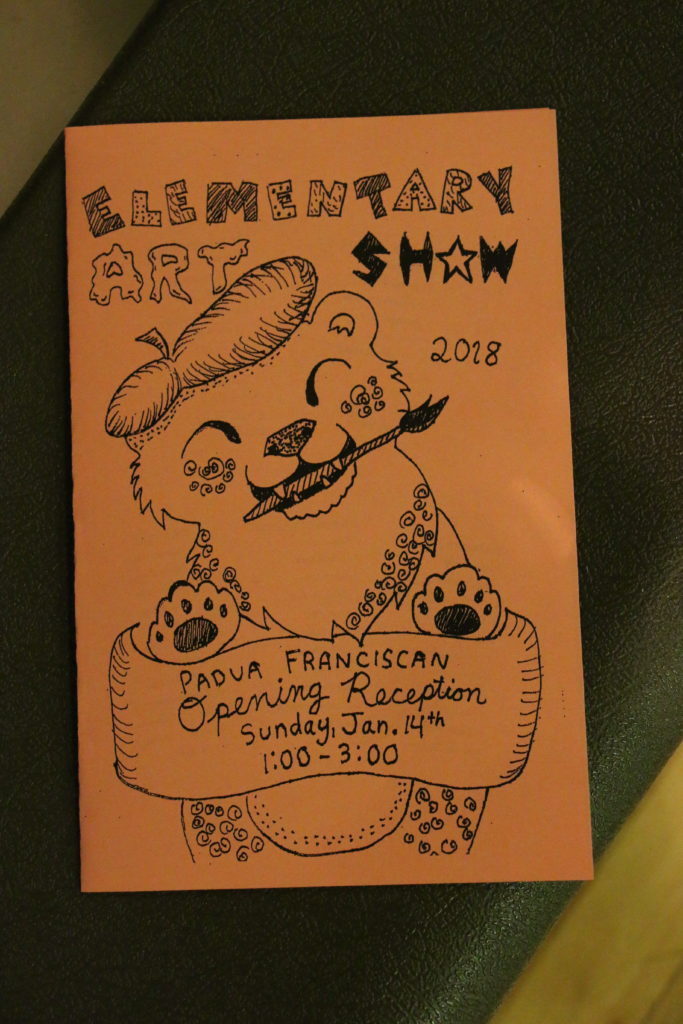 ELEMENTARY
ART SHOW
2018
PADUA FRANCISCAN
Opening Reception
Sunday, Jan. 14th
1:00 - 3:00